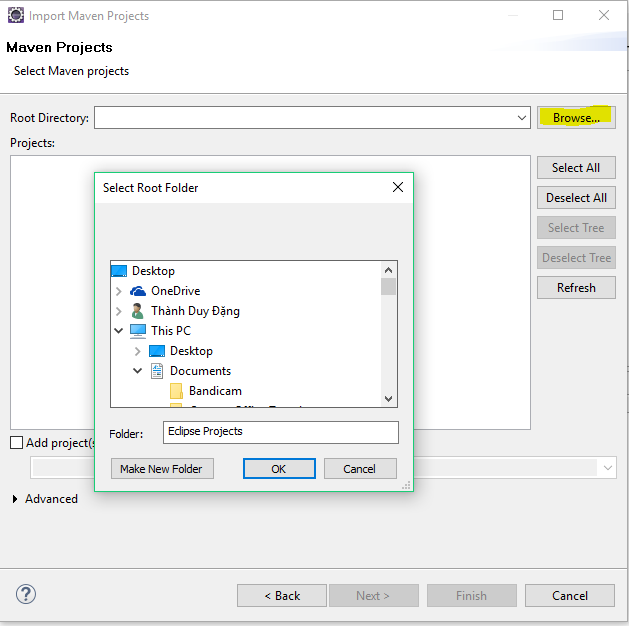 Import Maven Projects
Maven Projects
Select Maven projects
Root Directory:
Browse...
Projects:
Select All
Deselect All
Select Tree
Deselect Tree
Refresh
Select Root Folder
Desktop
OneDrive
Thành Duy Đặng
This PC
Desktop
Documents
Bandicam
Folder: Eclipse Projects
Make New Folder OK Cancel
Add project(s
Advanced
< Back Next > Finish Cancel